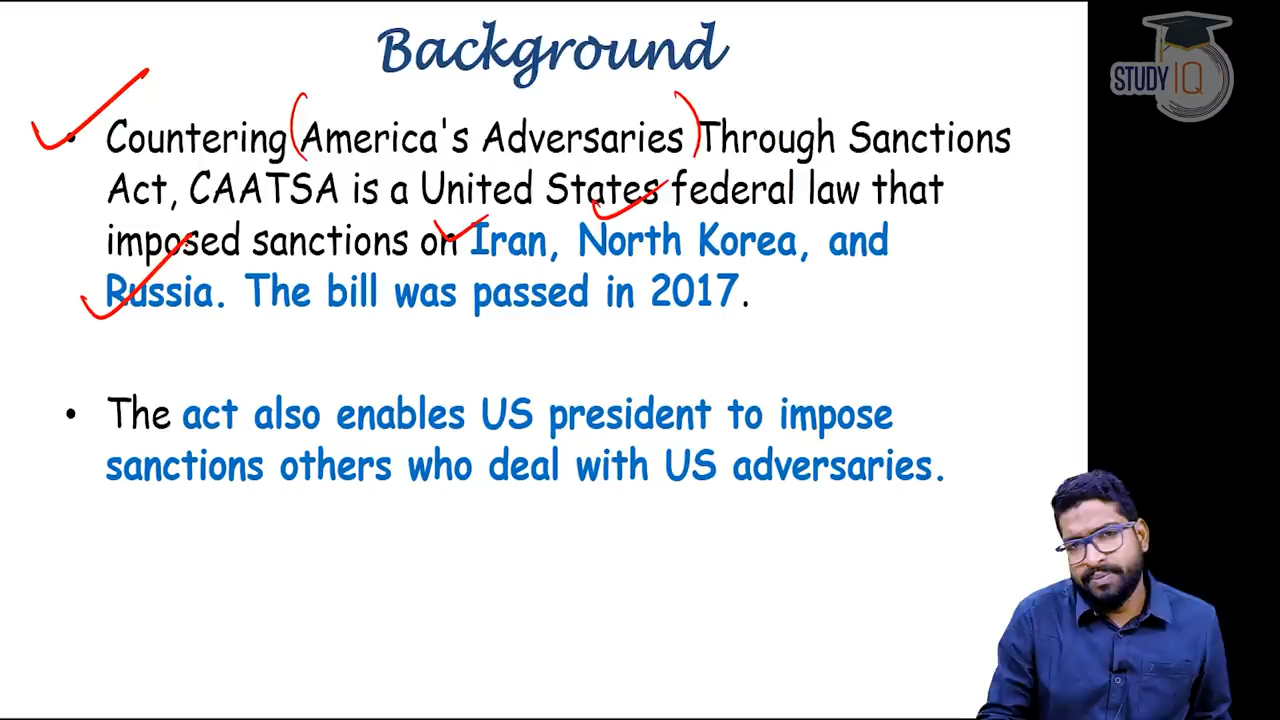 Background
STUDY IQ
• Countering America's Adversaries Through Sanctions
Act, CAATSA is a United States federal law that
imposed sanctions on Iran, North Korea, and
Russia. The bill was passed in 2017.
• The act also enables US president to impose
sanctions others who deal with US adversaries.